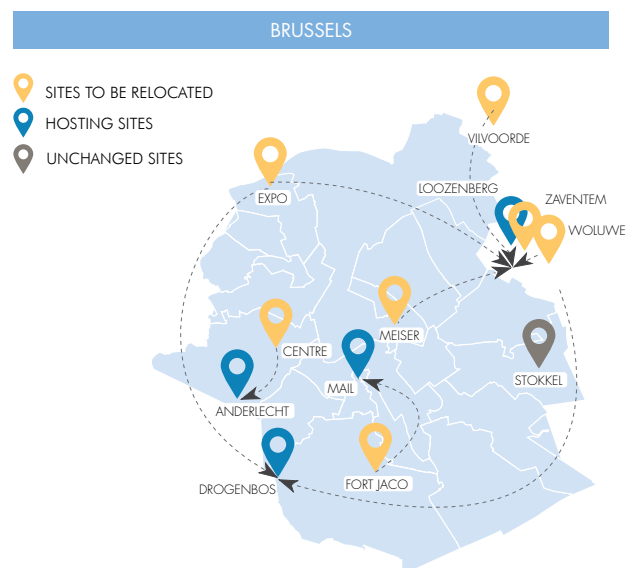 BRUSSELS
SITES TO BE RELOCATED
HOSTING SITES
UNCHANGED SITES
VILVOORDE
LOOZENBERG
EXPO
ZAVENTEM
WOLUWE
MEISER
CENTRE
STOKKEL
MAIL
ANDERLECHT
FORT JACO
DROGENBOS